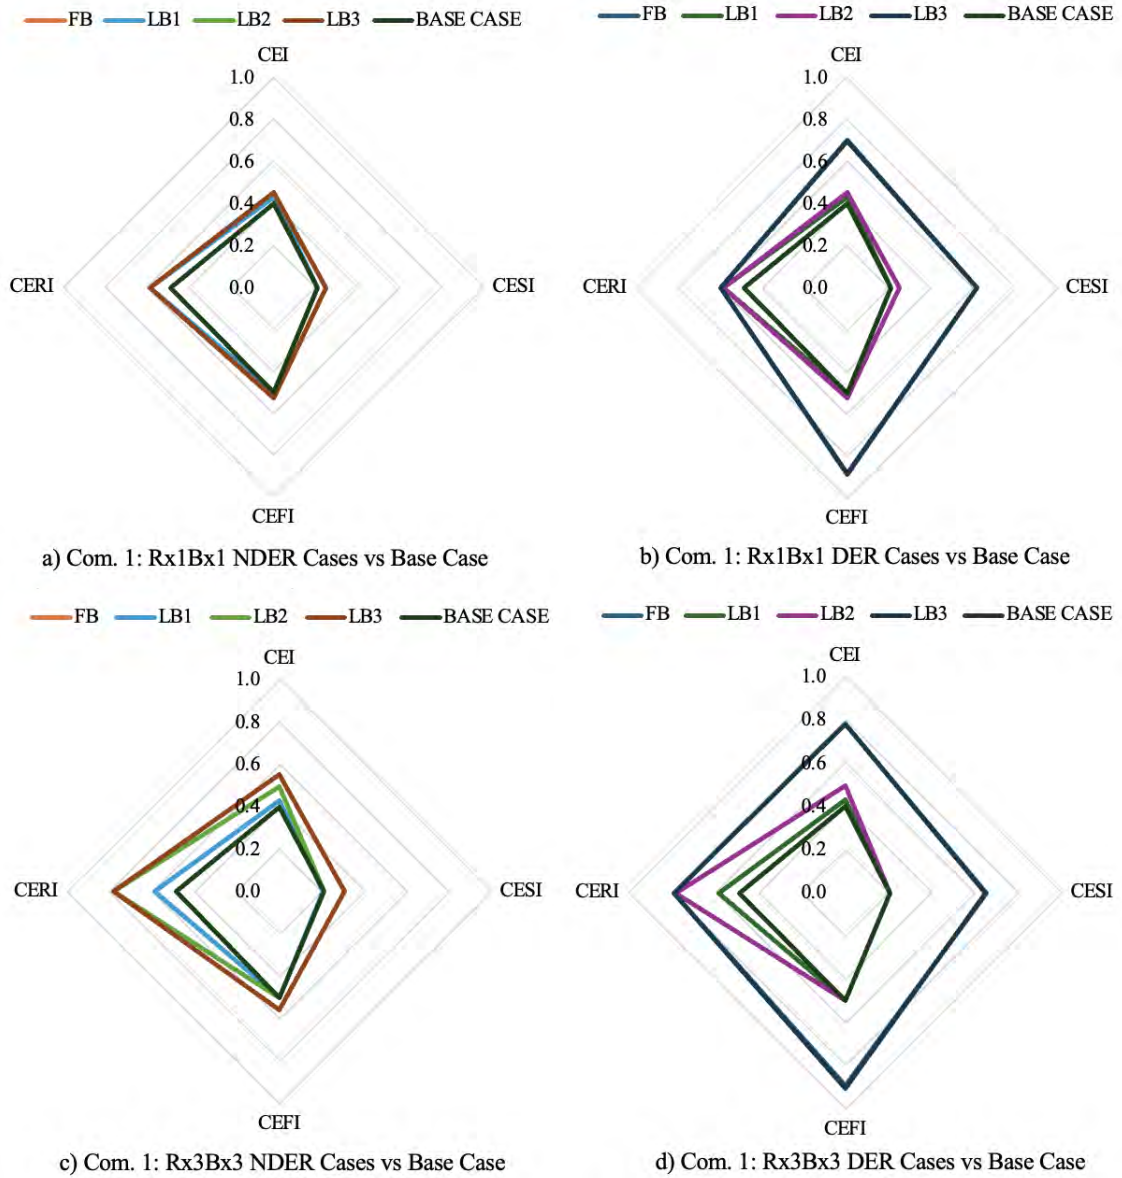 FB LB1 LB2 LB3 BASE CASE
CEI
1.0
0.8
0.6
0.4
0.2
0.0
CERI
CESI
CEFI
a) Com. 1: Rx1Bx1 NDER Cases vs Base Case
FB LB1 LB2 LB3 BASE CASE
CEI
1.0
0.8
0.6
0.4
0.2
0.0
CERI
CESI
CEFI
b) Com. 1: Rx1Bx1 DER Cases vs Base Case
FB LB1 LB2 LB3 BASE CASE
CEI
1.0
0.8
0.6
0.4
0.2
0.0
CERI
CESI
CEFI
c) Com. 1: Rx3Bx3 NDER Cases vs Base Case
FB LB1 LB2 LB3 BASE CASE
CEI
1.0
0.8
0.6
0.4
0.2
0.0
CERI
CESI
CEFI
d) Com. 1: Rx3Bx3 DER Cases vs Base Case